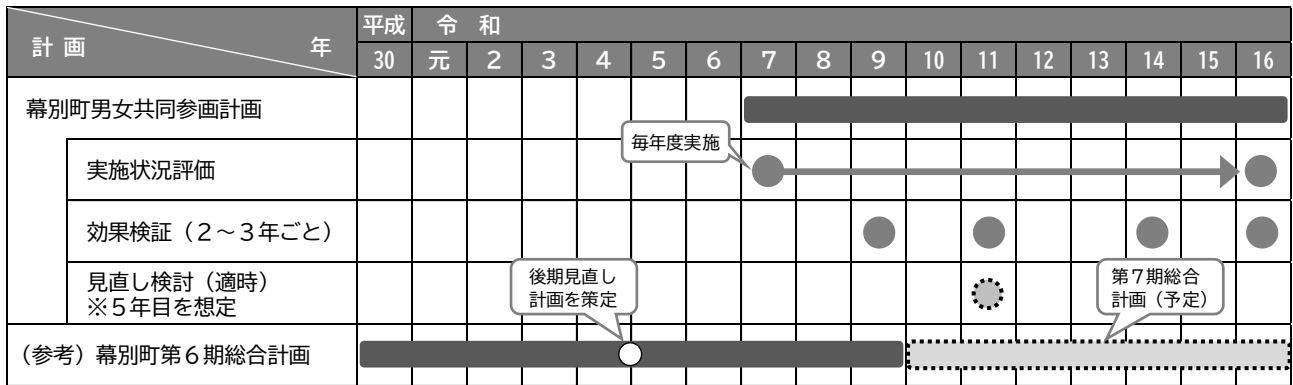 平成 令 和
計 画 年
30 元 2 3 4 5 6 7 8 9 10 11 12 13 14 15 16
幕別町男女共同参画計画
毎年度実施
実施状況評価
効果検証（２～３年ごと）
見直し検討（適時）
※５年目を想定
後期見直し
計画を策定
第７期総合
計画（予定）
（参考）幕別町第６期総合計画